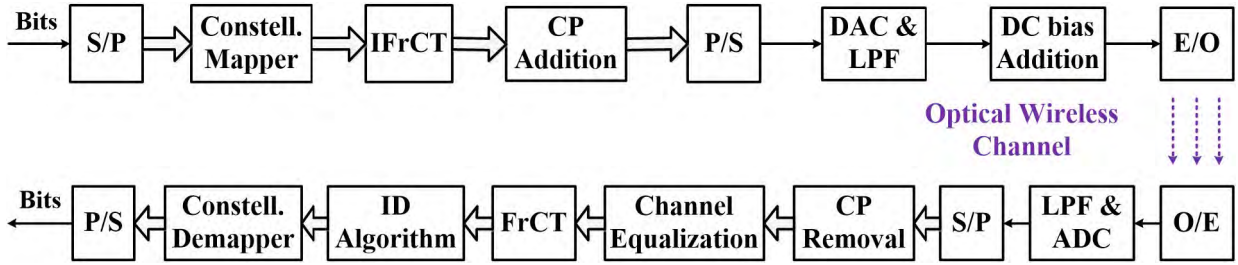 Bits
S/P
Constell.
Mapper
IFrCT
CP
Addition
P/S
DAC &
LPF
DC bias
Addition
E/O
Optical Wireless
Channel
Bits
P/S
Constell.
Demapper
ID
Algorithm
FrCT
Channel
Equalization
CP
Removal
S/P
LPF &
ADC
O/E